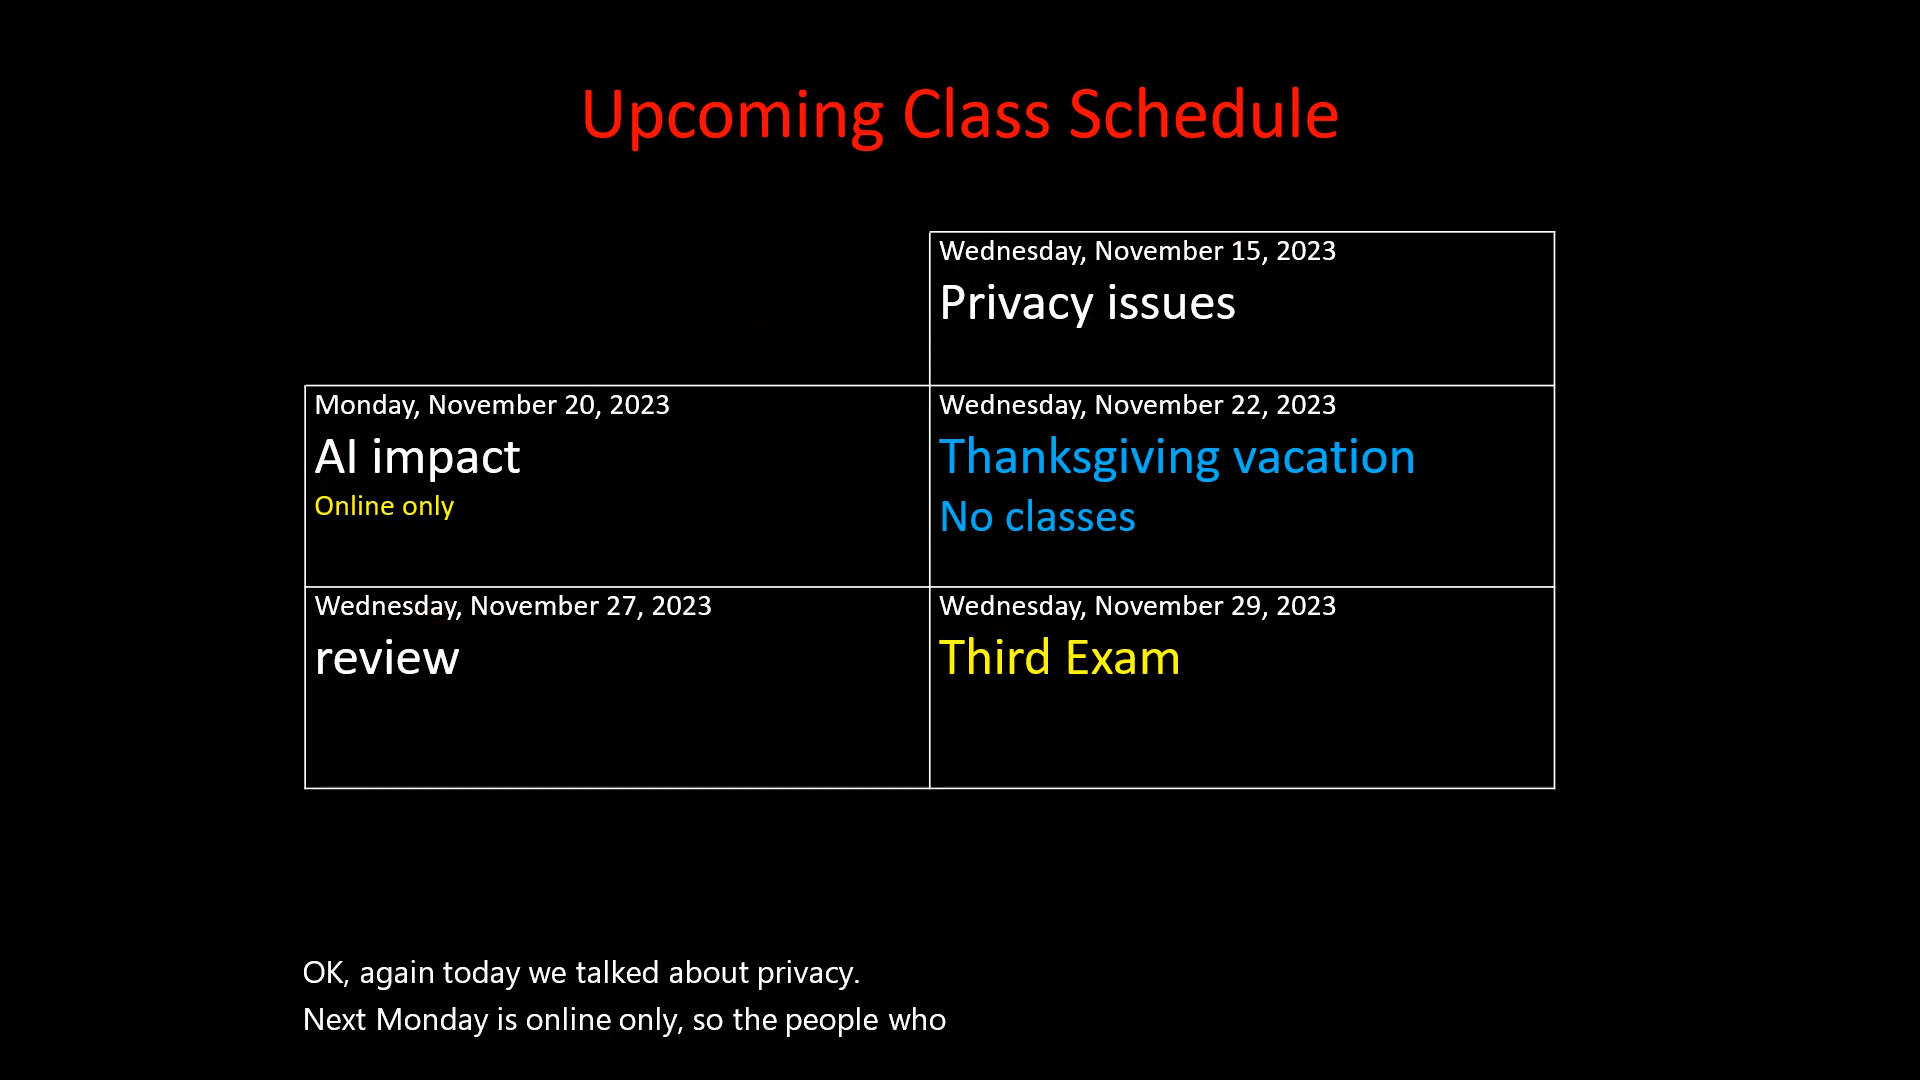 Upcoming Class Schedule
Wednesday, November 15, 2023
Privacy issues
Monday, November 20, 2023
AI impact
Online only
Wednesday, November 22, 2023
Thanksgiving vacation
No classes
Wednesday, November 27, 2023
review
Wednesday, November 29, 2023
Third Exam
OK, again today we talked about privacy.
Next Monday is online only, so the people who